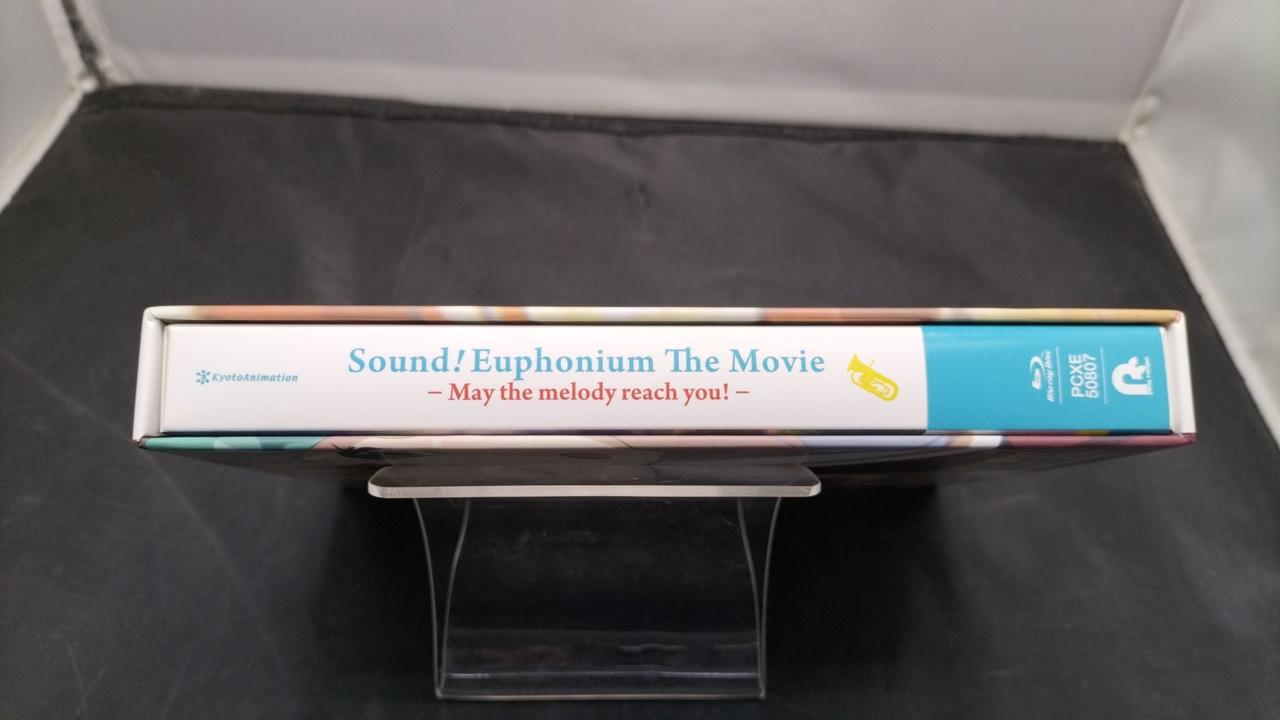 KyotoAnimation
Sound! Euphonium The Movie
– May the melody reach you! –
Blu-ray Disc
PCXE
50807